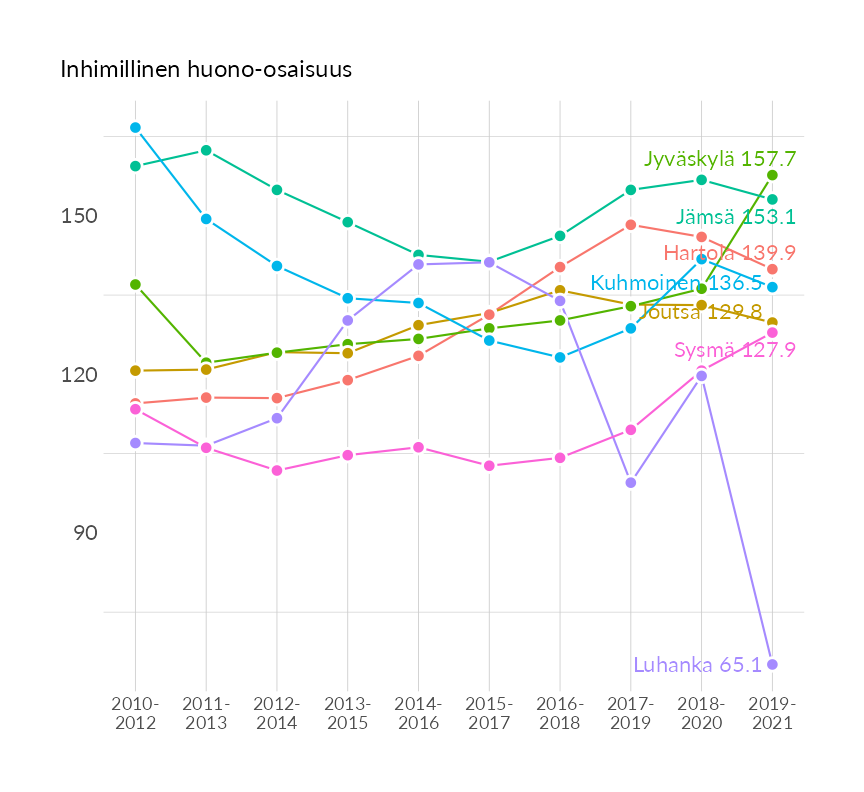 Inhimillinen huono-osaisuus
Jyväskylä 157.7
150
Jämsä 153.1
Hartola 139.9
Kuhmoinen 136.5
Joutsa 129.8
Sysmä 127.9
120
90
Luhanka 65.1
2010- 2011- 2012- 2013- 2014- 2015- 2016- 2017- 2018- 2019-
2012 2013 2014 2015 2016 2017 2018 2019 2020 2021